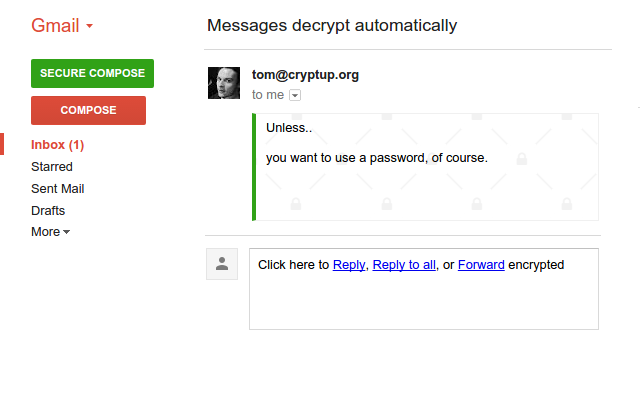 Gmail
SECURE COMPOSE
COMPOSE
Inbox (1)
Starred
Sent Mail
Drafts
More
Messages decrypt automatically
tom@cryptup.org
to me
Unless..
you want to use a password, of course.
Click here to Reply, Reply to all, or Forward encrypted